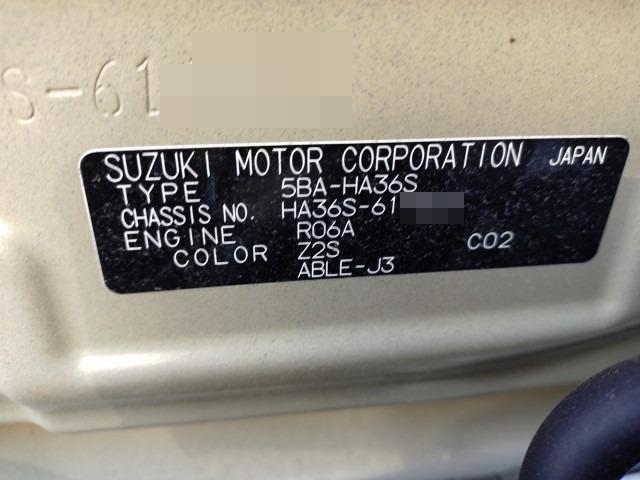 S-61
SUZUKI MOTOR CORPORATION JAPAN
TYPE 5BA-HA36S
CHASSIS NO. HA36S-61
ENGINE R06A
COLOR Z2S C02
ABLE-J3